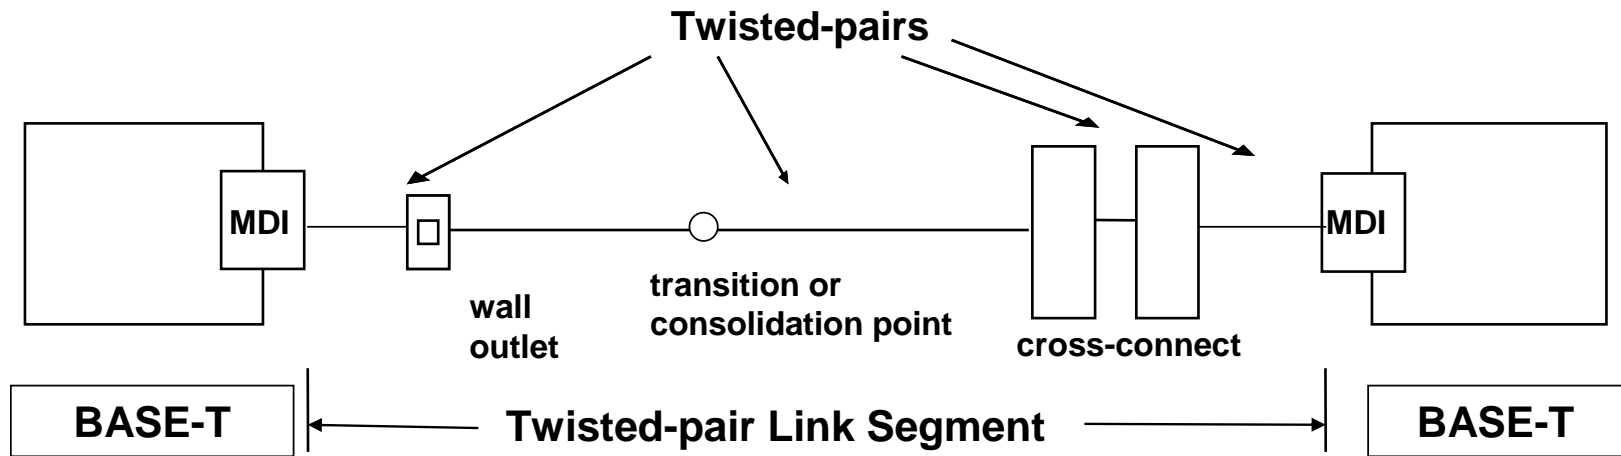 Twisted-pairs
MDI
MDI
wall
outlet
transition or
consolidation point
cross-connect
BASE-T
Twisted-pair Link Segment
BASE-T